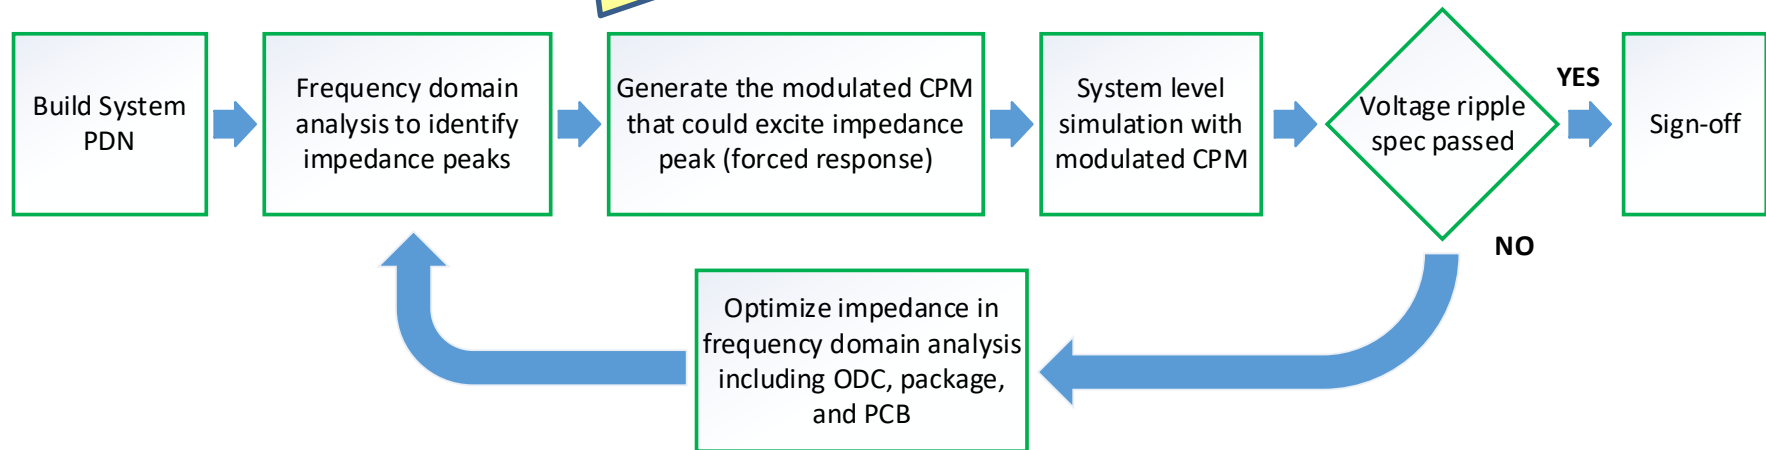 Build System
PDN
Frequency domain
analysis to identify
impedance peaks
Generate the modulated CPM
that could excite impedance
peak (forced response)
System level
simulation with
modulated CPM
Voltage ripple
spec passed
YES
Sign-off
NO
Optimize impedance in
frequency domain analysis
including ODC, package,
and PCB